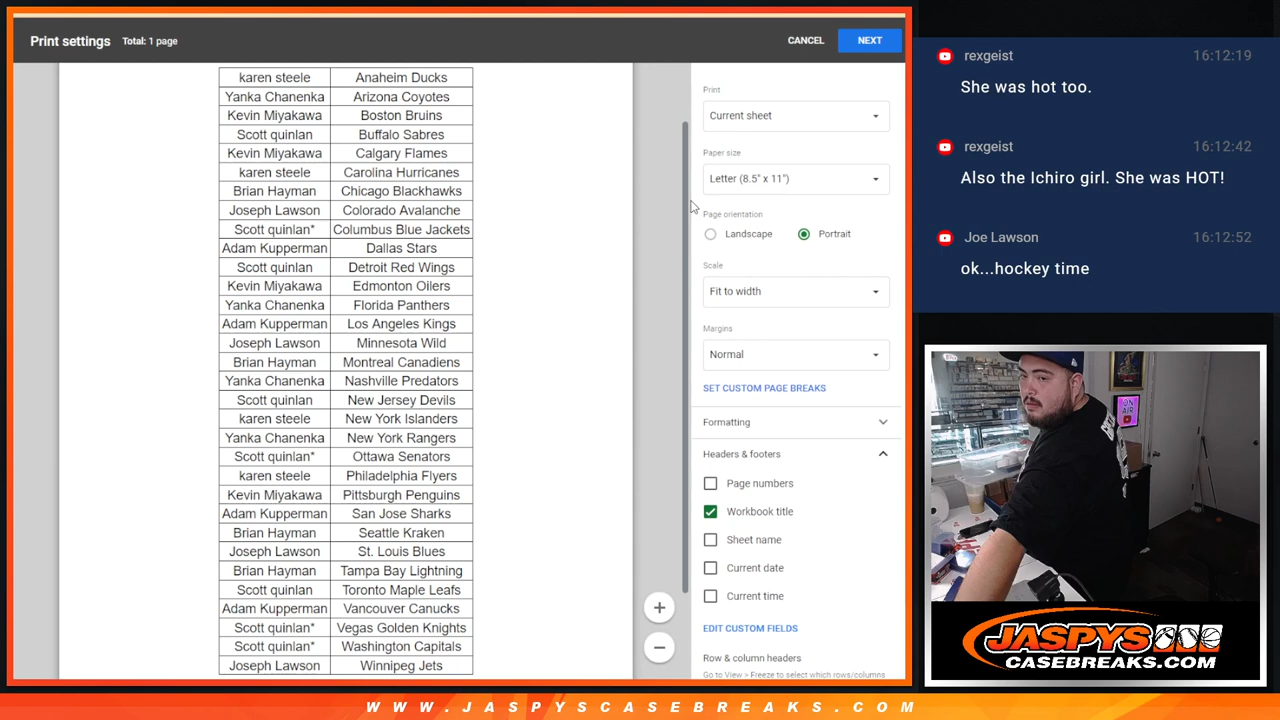 Print settings Total: 1 page CANCEL NEXT
karen steele Anaheim Ducks
Yanka Chanenka Arizona Coyotes
Kevin Miyakawa Boston Bruins
Scott quinlan Buffalo Sabres
Kevin Miyakawa Calgary Flames
karen steele Carolina Hurricanes
Brian Hayman Chicago Blackhawks
Joseph Lawson Colorado Avalanche
Scott quinlan* Columbus Blue Jackets
Adam Kupperman Dallas Stars
Scott quinlan Detroit Red Wings
Kevin Miyakawa Edmonton Oilers
Yanka Chanenka Florida Panthers
Adam Kupperman Los Angeles Kings
Joseph Lawson Minnesota Wild
Brian Hayman Montreal Canadiens
Yanka Chanenka Nashville Predators
Scott quinlan New Jersey Devils
karen steele New York Islanders
Yanka Chanenka New York Rangers
Scott quinlan* Ottawa Senators
karen steele Philadelphia Flyers
Kevin Miyakawa Pittsburgh Penguins
Adam Kupperman San Jose Sharks
Brian Hayman Seattle Kraken
Joseph Lawson St. Louis Blues
Brian Hayman Tampa Bay Lightning
Scott quinlan Toronto Maple Leafs
Adam Kupperman Vancouver Canucks
Scott quinlan* Vegas Golden Knights
Scott quinlan* Washington Capitals
Joseph Lawson Winnipeg Jets
Print
Current sheet
Paper size
Letter (8.5" x 11")
Page orientation
Landscape Portrait
Scale
Fit to width
Margins
Normal
SET CUSTOM PAGE BREAKS
Formatting
Headers & footers
Page numbers
Workbook title
Sheet name
Current date
Current time
EDIT CUSTOM FIELDS
Row & column headers
Go to View > Freeze to select which rows/columns
rexgeist 16:12:19
She was hot too.
rexgeist 16:12:42
Also the Ichiro girl. She was HOT!
Joe Lawson 16:12:52
ok...hockey time
ON
AIR
JASPYS
CASEBREAKS.COM
WWW.JASPYSCASEBREAKS.COM